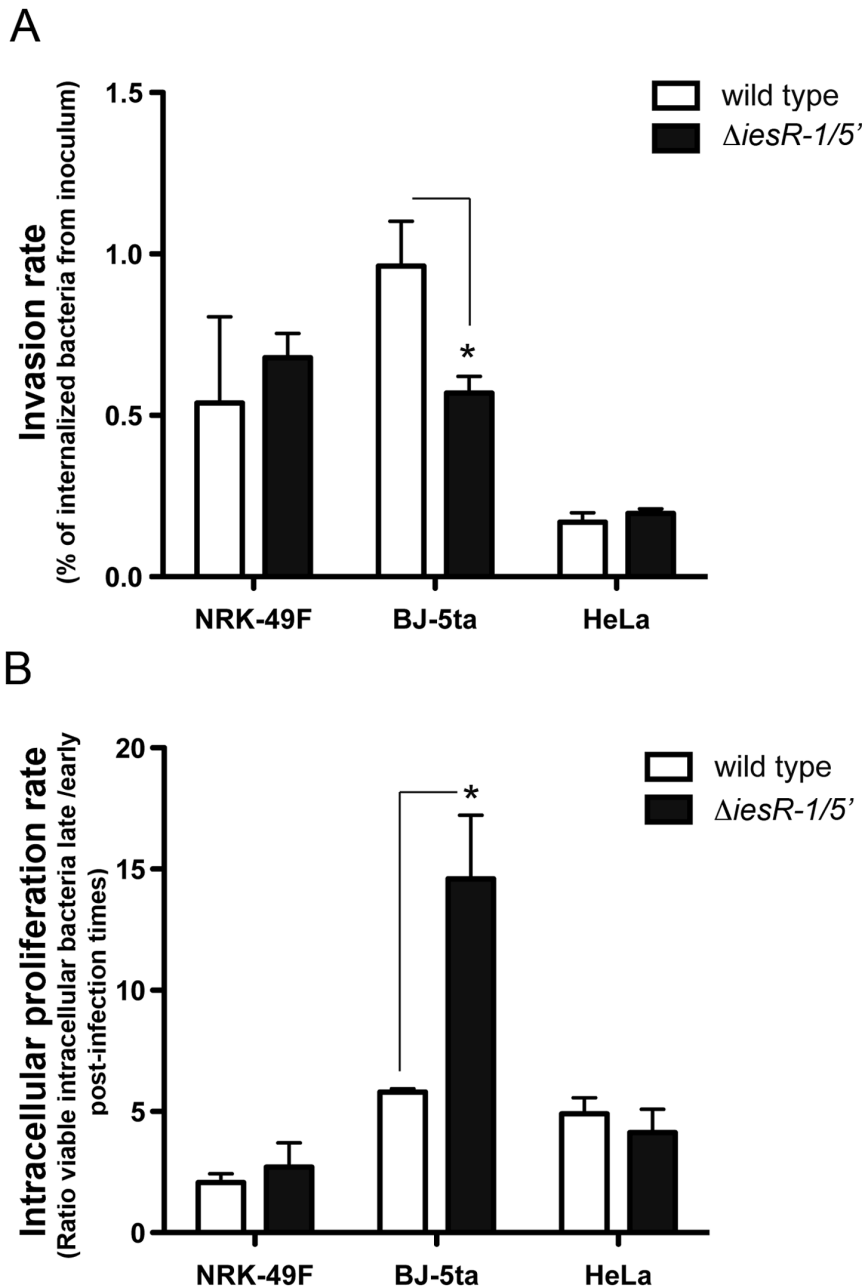 A
wild type
ΔiesR-1/5’
Invasion rate
(% of internalized bacteria from inoculum)
1.5
1.0
0.5
0.0
*
NRK-49F
BJ-5ta
HeLa
B
wild type
ΔiesR-1/5’
Intracellular proliferation rate
(Ratio viable intracellular bacteria late /early
post-infection times)
20
15
10
5
0
*
NRK-49F
BJ-5ta
HeLa